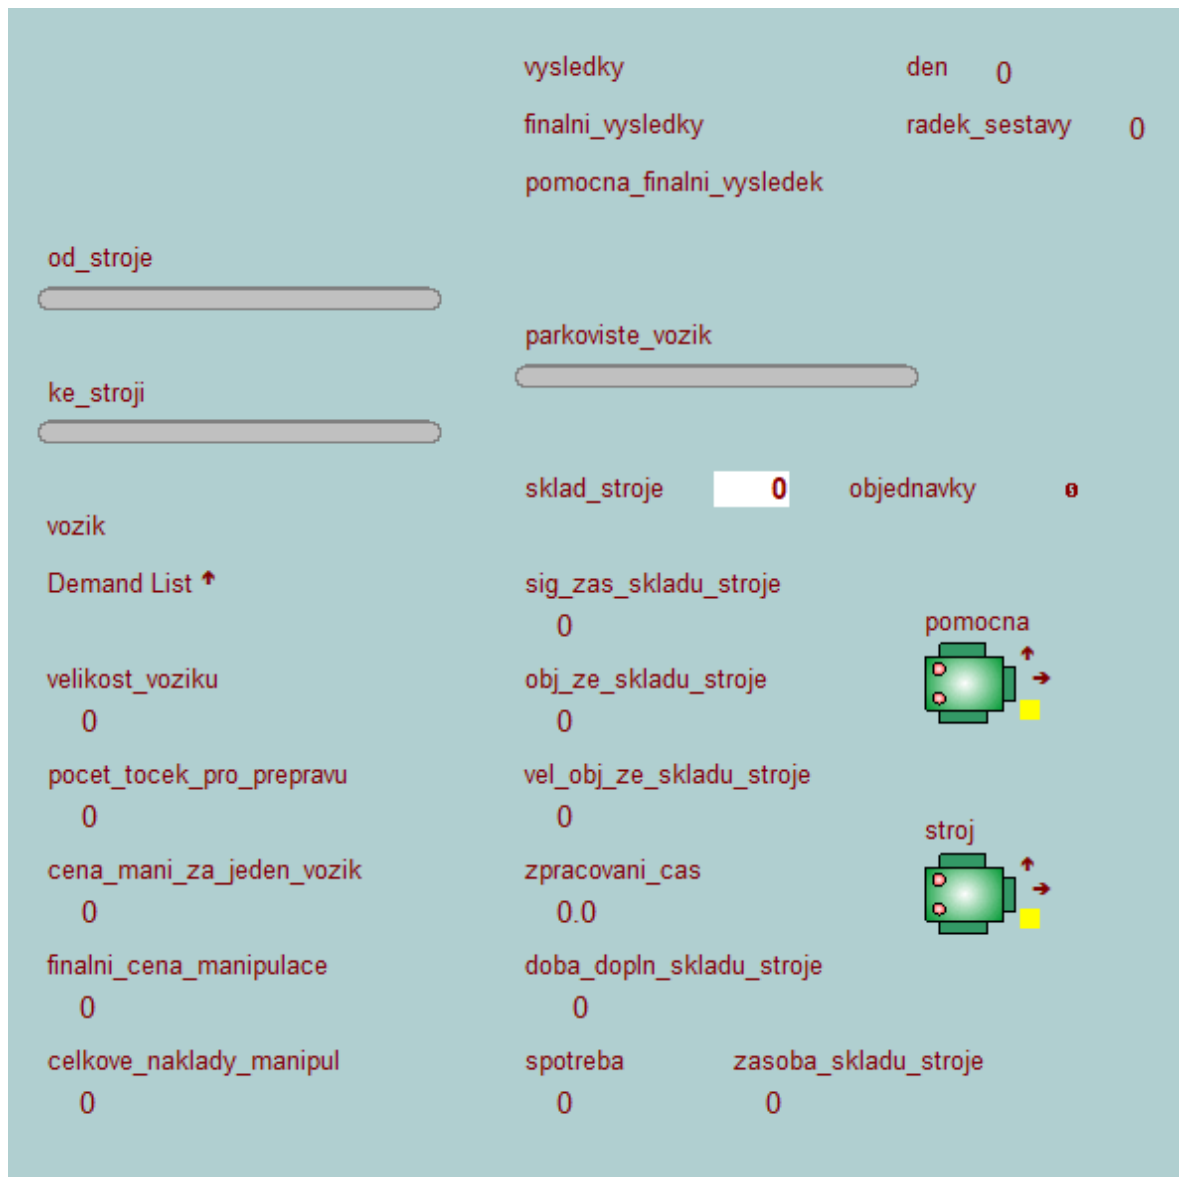 vysledky den 0
finalni_vysledky radek_sestavy 0
pomocna_finalni_vysledek
od_stroje
parkoviste_vozik
ke_stroji
sklad_stroje 0 objednavky
vozik
Demand List sig_zas_skladu_stroje
0 pomocna
velikost_voziku obj_ze_skladu_stroje
0 0
pocet_tocek_pro_prepravu vel_obj_ze_skladu_stroje
0 0 stroj
cena_mani_za_jeden_vozik zpracovani_cas
0 0.0
finalni_cena_manipulace doba_dopln_skladu_stroje
0 0
celkove_naklady_manipul spotreba zasoba_skladu_stroje
0 0 0